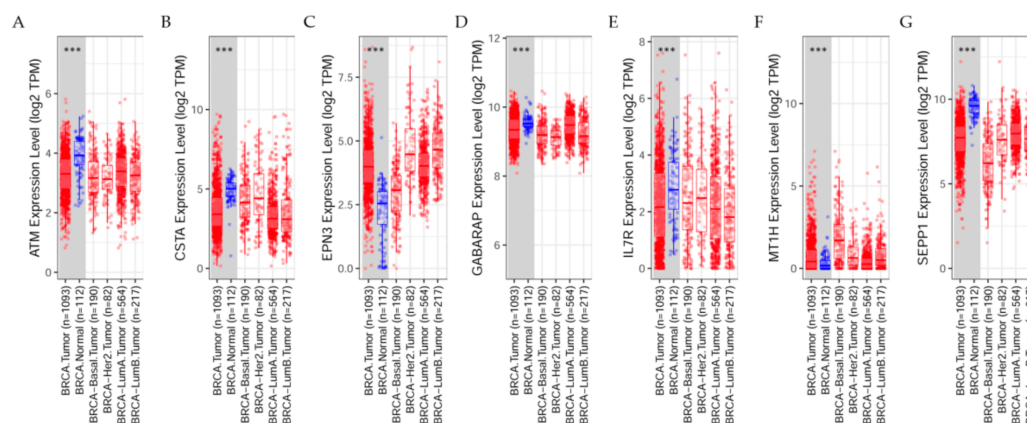 A
ATM Expression Level (log2 TPM)
6
4
2
0
***
BRCA.Tumor (n=1093)
BRCA.Normal (n=112)
BRCA-Basal.Tumor (n=190)
BRCA-Her2.Tumor (n=82)
BRCA-LumA.Tumor (n=564)
BRCA-LumB.Tumor (n=217)
B
CSTA Expression Level (log2 TPM)
10
5
0
***
BRCA.Tumor (n=1093)
BRCA.Normal (n=112)
BRCA-Basal.Tumor (n=190)
BRCA-Her2.Tumor (n=82)
BRCA-LumA.Tumor (n=564)
BRCA-LumB.Tumor (n=217)
C
EPN3 Expression Level (log2 TPM)
7.5
5.0
2.5
0.0
***
BRCA.Tumor (n=1093)
BRCA.Normal (n=112)
BRCA-Basal.Tumor (n=190)
BRCA-Her2.Tumor (n=82)
BRCA-LumA.Tumor (n=564)
BRCA-LumB.Tumor (n=217)
D
GABARAP Expression Level (log2 TPM)
12
10
8
6
***
BRCA.Tumor (n=1093)
BRCA.Normal (n=112)
BRCA-Basal.Tumor (n=190)
BRCA-Her2.Tumor (n=82)
BRCA-LumA.Tumor (n=564)
BRCA-LumB.Tumor (n=217)
E
IL7R Expression Level (log2 TPM)
8
6
4
2
0
***
BRCA.Tumor (n=1093)
BRCA.Normal (n=112)
BRCA-Basal.Tumor (n=190)
BRCA-Her2.Tumor (n=82)
BRCA-LumA.Tumor (n=564)
BRCA-LumB.Tumor (n=217)
F
MT1H Expression Level (log2 TPM)
10
5
0
***
BRCA.Tumor (n=1093)
BRCA.Normal (n=112)
BRCA-Basal.Tumor (n=190)
BRCA-Her2.Tumor (n=82)
BRCA-LumA.Tumor (n=564)
BRCA-LumB.Tumor (n=217)
G
SEPP1 Expression Level (log2 TPM)
10
5
0
***
BRCA.Tumor (n=1093)
BRCA.Normal (n=112)
BRCA-Basal.Tumor (n=190)
BRCA-Her2.Tumor (n=82)
BRCA-LumA.Tumor (n=564)